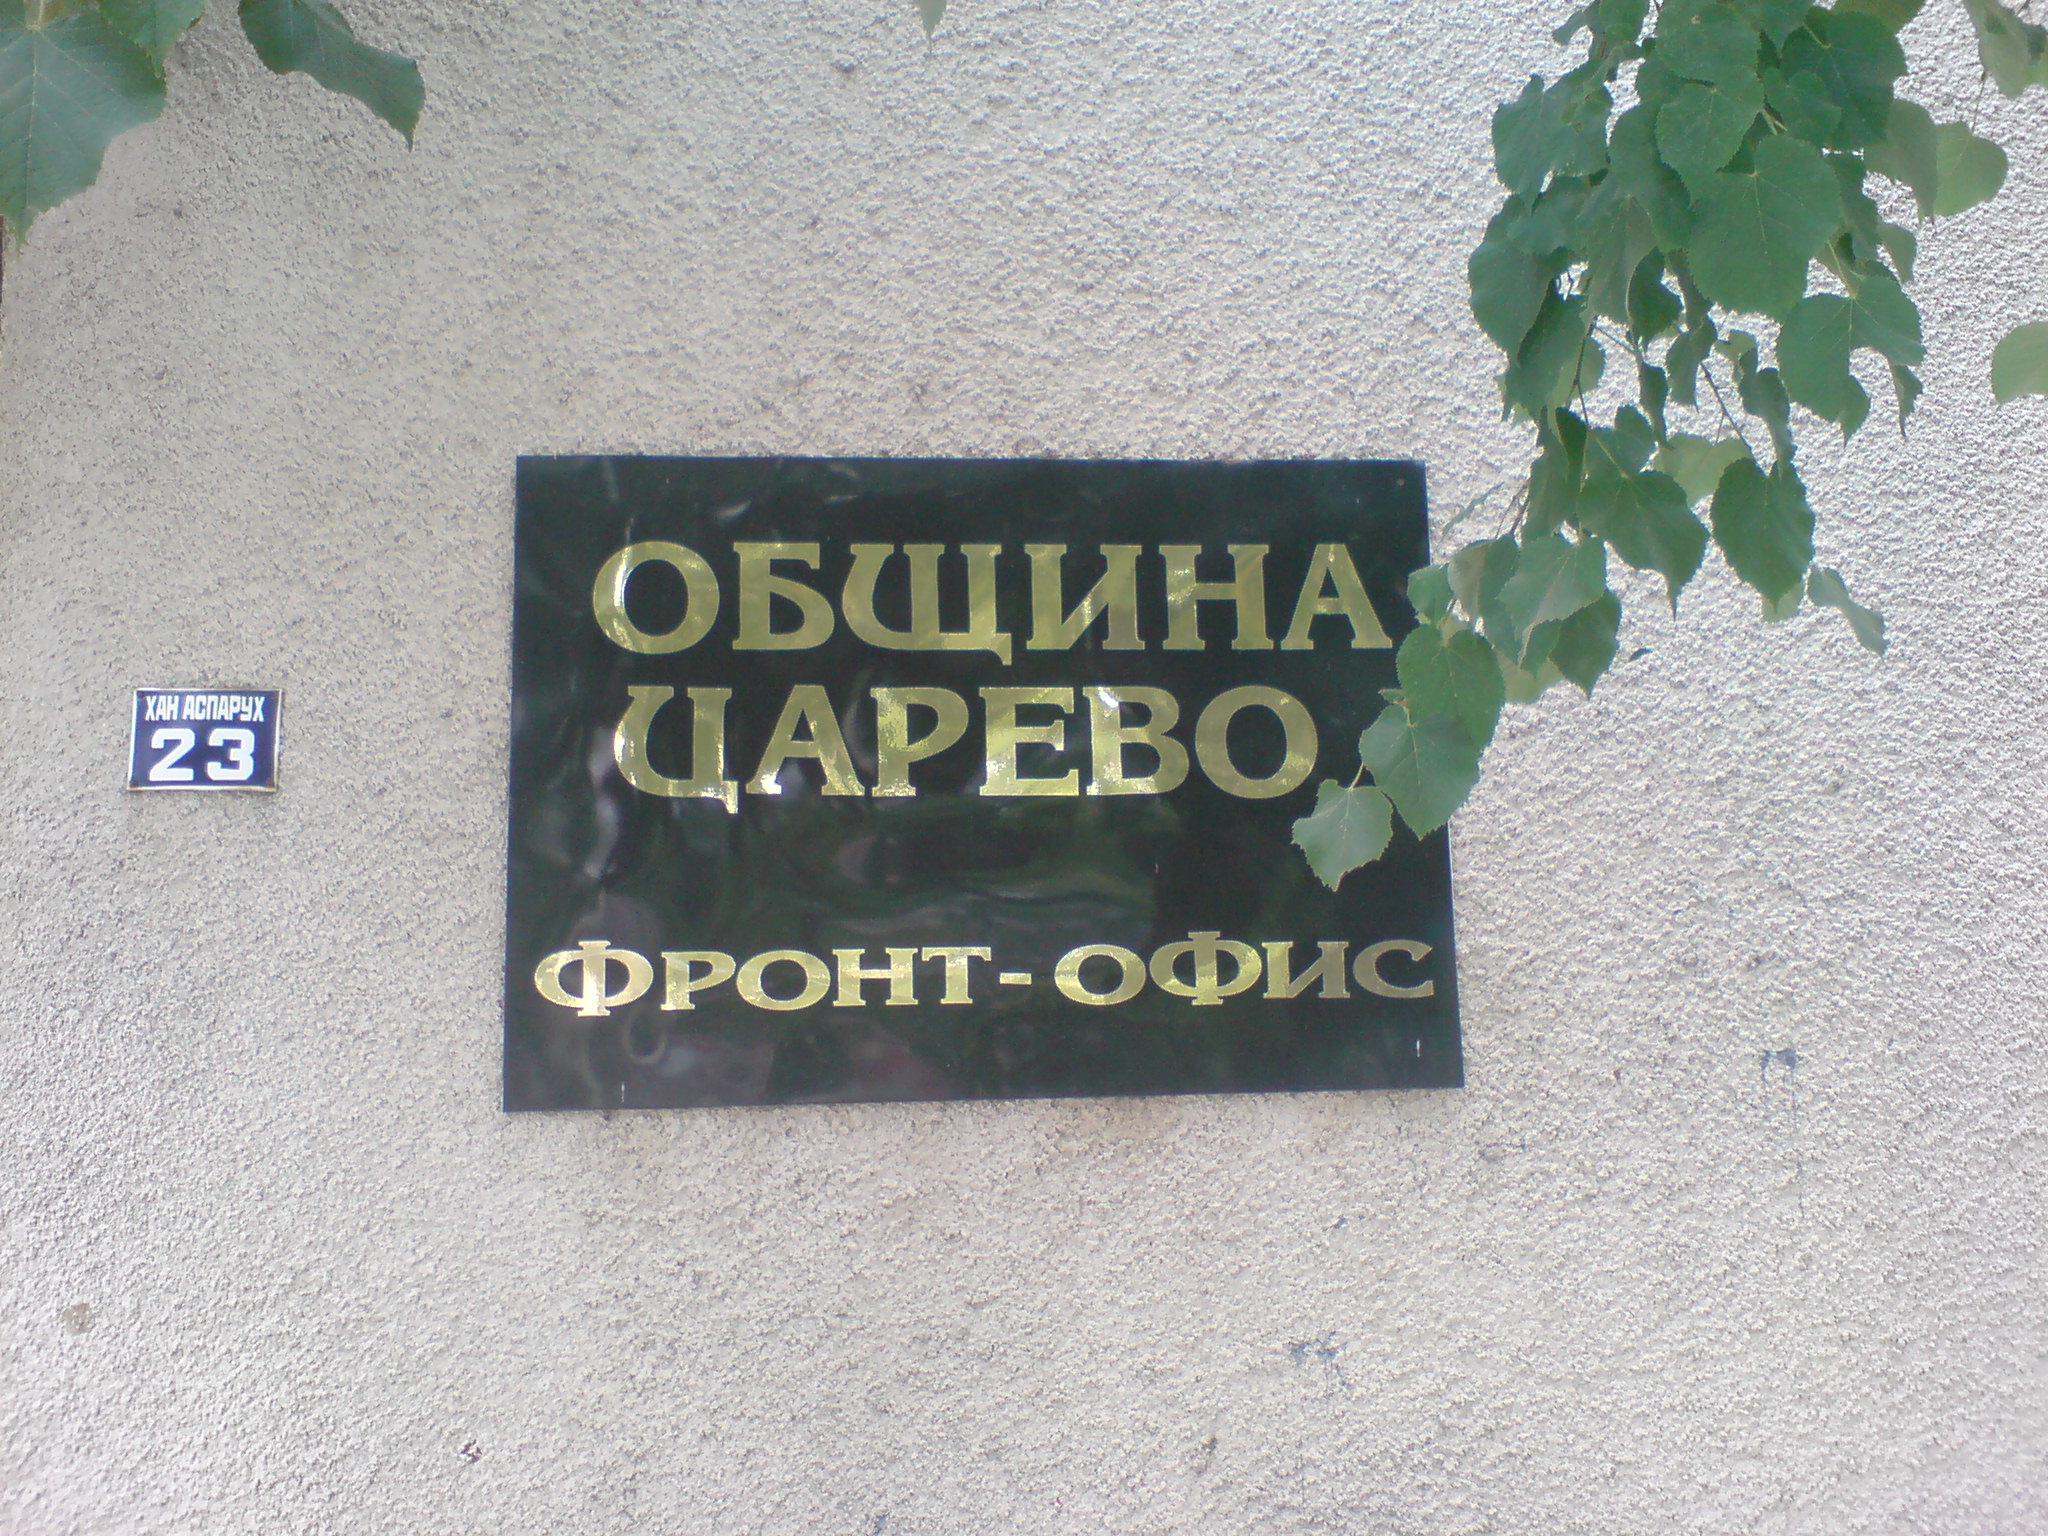 ХАН АСПАРУХ
23
ОБЩИНА
ЦАРЕВО
ФРОНТ-ОФИС